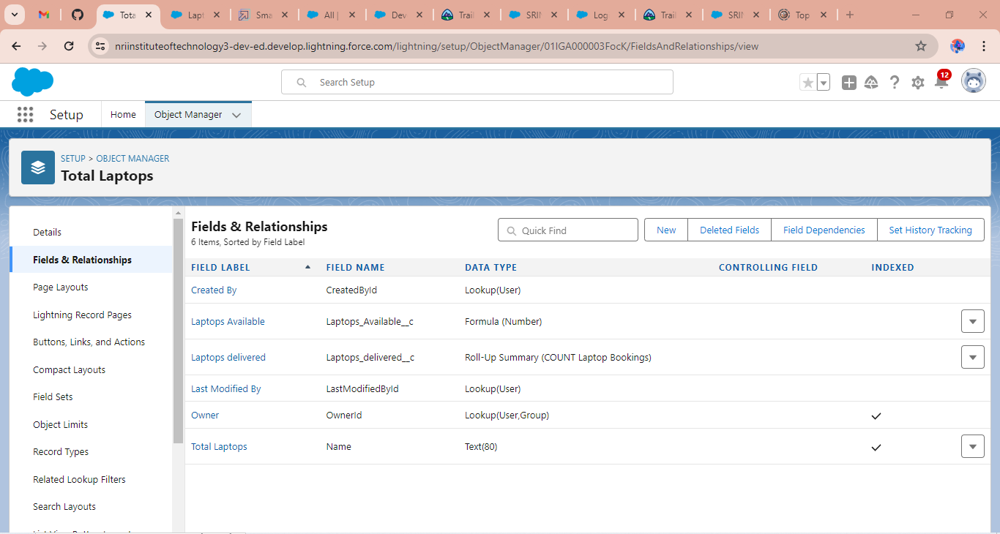 Tota
Lapt
Sma
All |
Dev
Trail
SRIN
Log
Trail
SRIN
Top
nriinstituteoftechnology3-dev-ed.develop.lightning.force.com/lightning/setup/ObjectManager/01IGA000003FocK/FieldsAndRelationships/view
Search Setup
12
Setup
Home
Object Manager
SETUP > OBJECT MANAGER
Total Laptops
Details
Fields & Relationships
Page Layouts
Lightning Record Pages
Buttons, Links, and Actions
Compact Layouts
Field Sets
Object Limits
Record Types
Related Lookup Filters
Search Layouts
Fields & Relationships
6 Items, Sorted by Field Label
Quick Find
New
Deleted Fields
Field Dependencies
Set History Tracking
FIELD LABEL FIELD NAME DATA TYPE CONTROLLING FIELD INDEXED
Created By CreatedById Lookup(User)
Laptops Available Laptops_Available__c Formula (Number)
Laptops delivered Laptops_delivered__c Roll-Up Summary (COUNT Laptop Bookings)
Last Modified By LastModifiedById Lookup(User)
Owner OwnerId Lookup(User,Group)
Total Laptops Name Text(80)